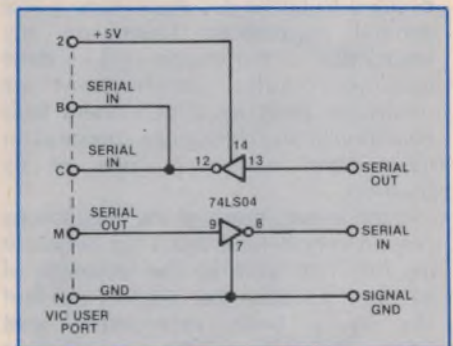 2 +5V
SERIAL
IN
B
14
SERIAL
IN
12 13
C
SERIAL
OUT
74LS04
SERIAL
OUT
M
9 8
SERIAL
IN
7
N
GND
SIGNAL
GND
VIC USER
PORT